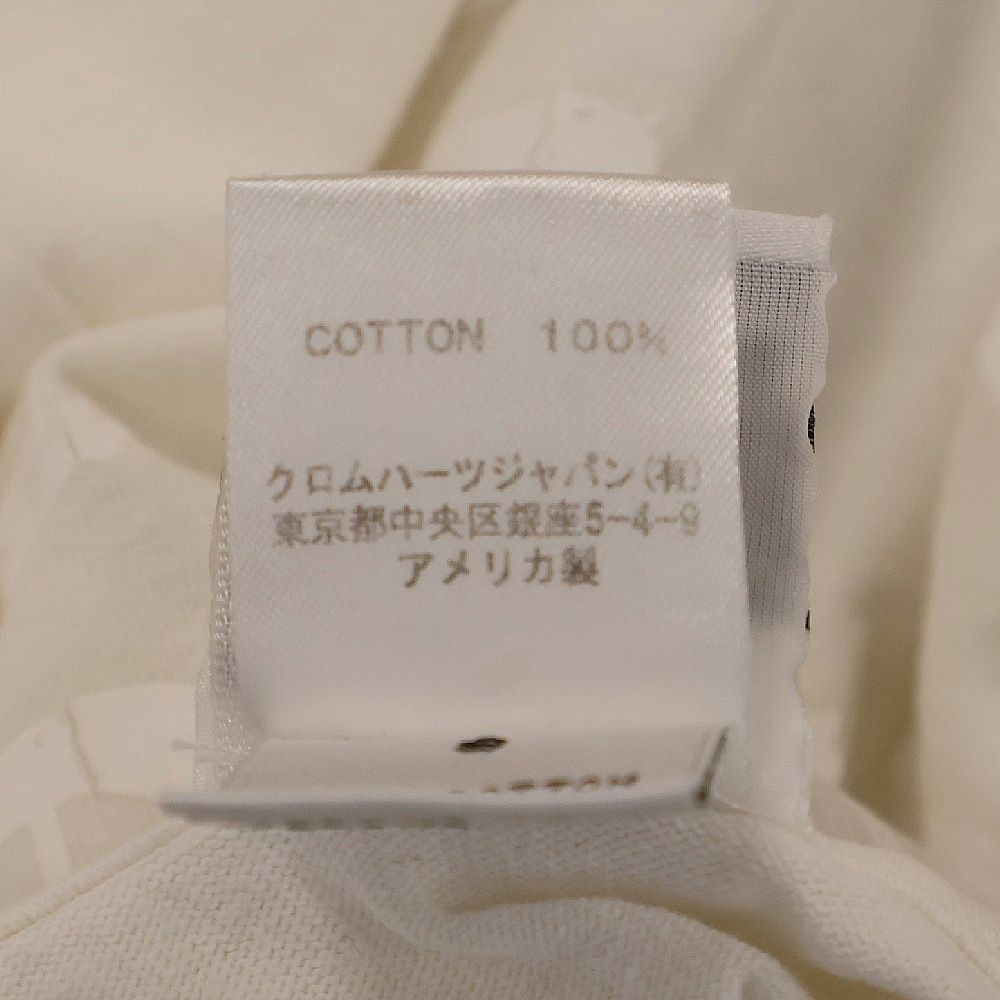 COTTON 100%
クロムハーツジャパン(有)
東京都中央区銀座5-4-9
アメリカ製
COTTON